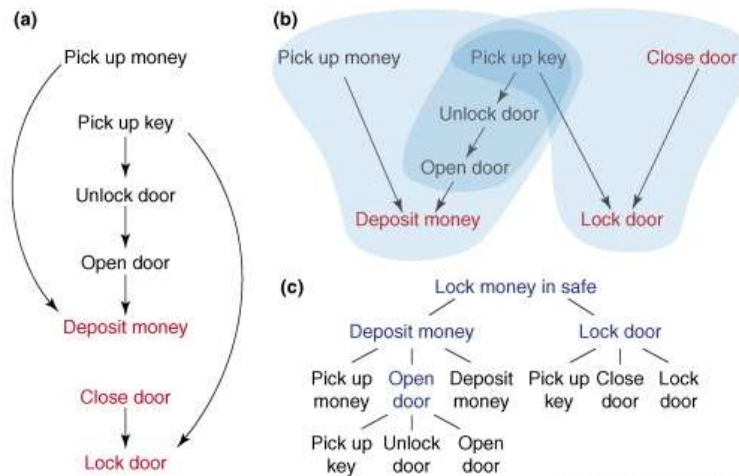 (a)
Pick up money
Pick up key
Unlock door
Open door
Deposit money
Close door
Lock door
(b)
Pick up money
Pick up key
Close door
Unlock door
Open door
Deposit money
Lock door
(c)
Lock money in safe
Deposit money
Lock door
Pick up
money
Open
door
Deposit
money
Pick up
key
Close
door
Lock
door
Pick up
key
Unlock
door
Open
door